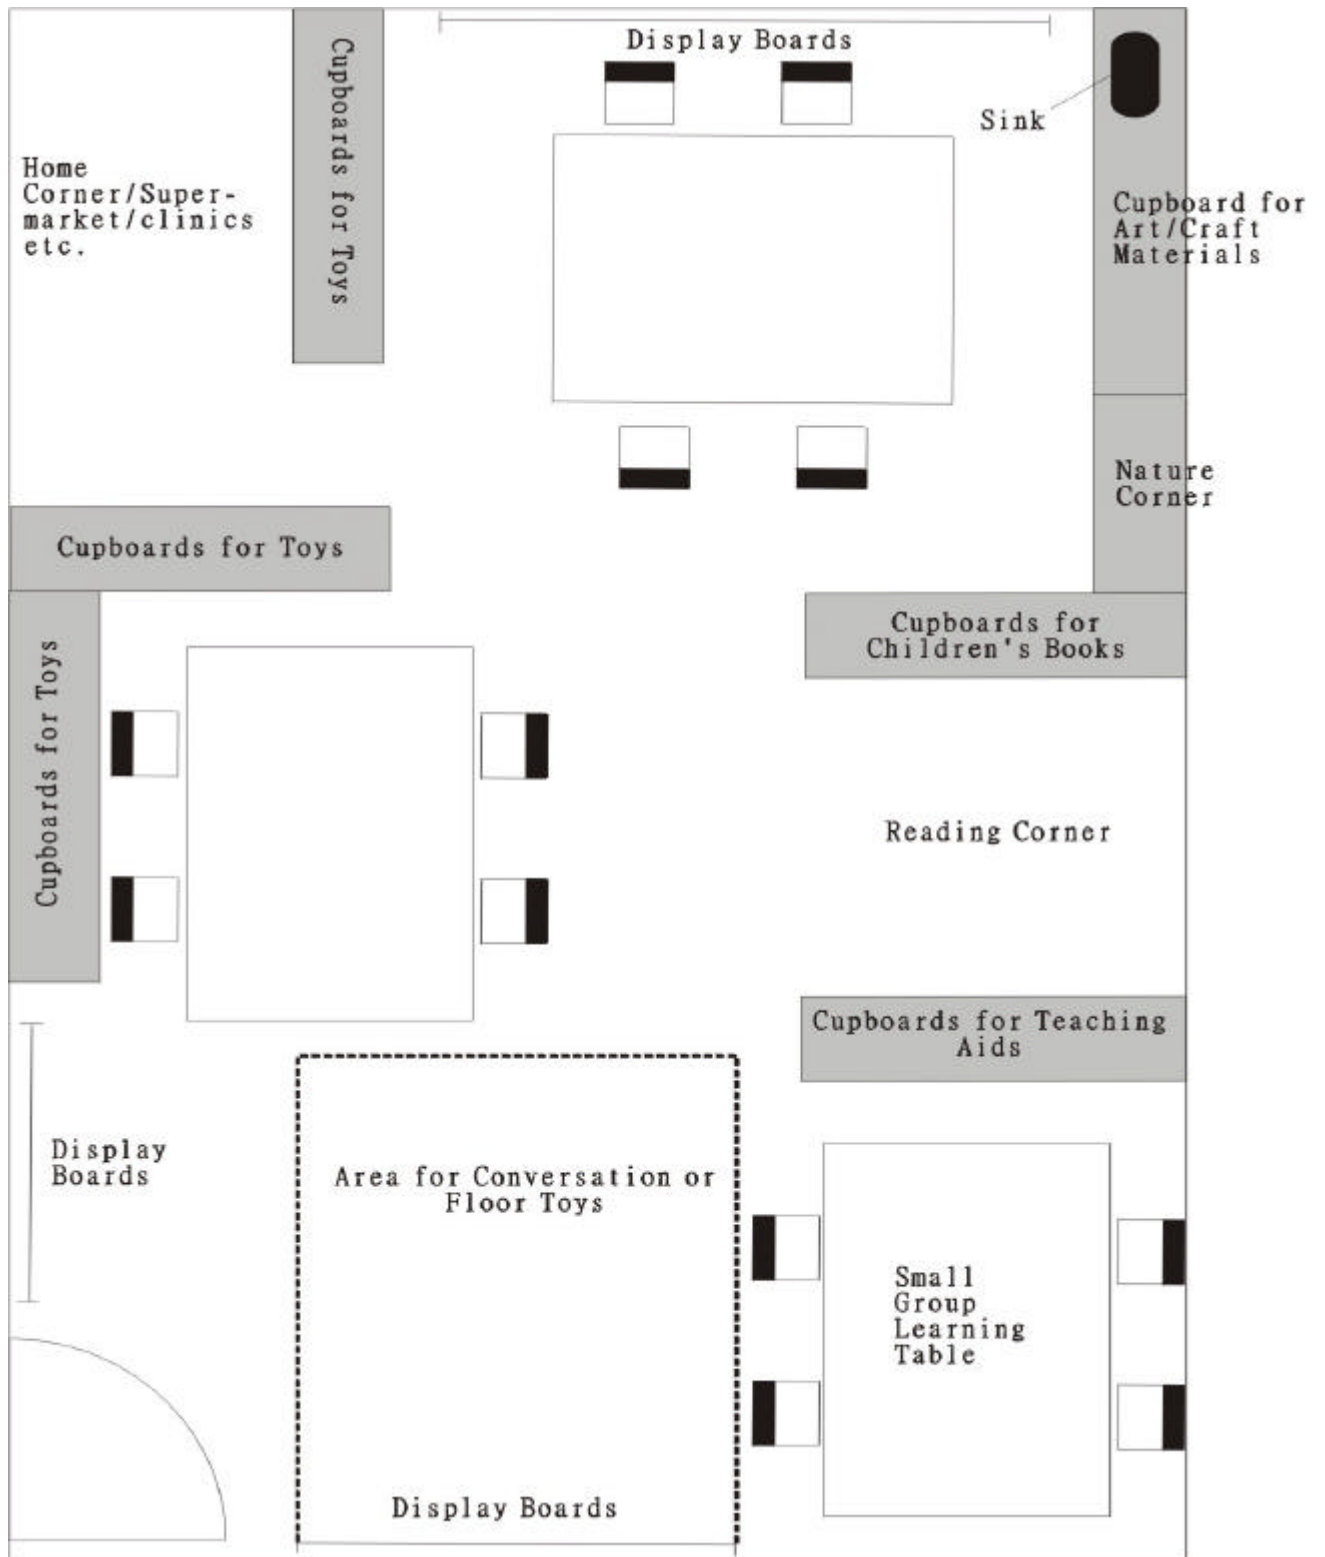 Display Boards
Cupboards for Toys
Sink
Home
Corner/Super-
market/clinics
etc.
Cupboard for
Art/Craft
Materials
Nature
Corner
Cupboards for Toys
Cupboards for
Children's Books
Cupboards for Toys
Reading Corner
Cupboards for Teaching
Aids
Display
Boards
Area for Conversation or
Floor Toys
Small
Group
Learning
Table
Display Boards